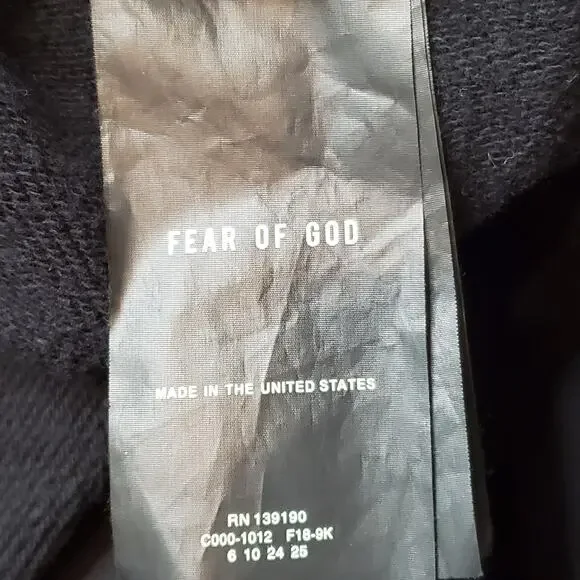 FEAR OF GOD
MADE IN THE UNITED STATES
RN 139190
C000-1012 F18-9K
6 10 24 25